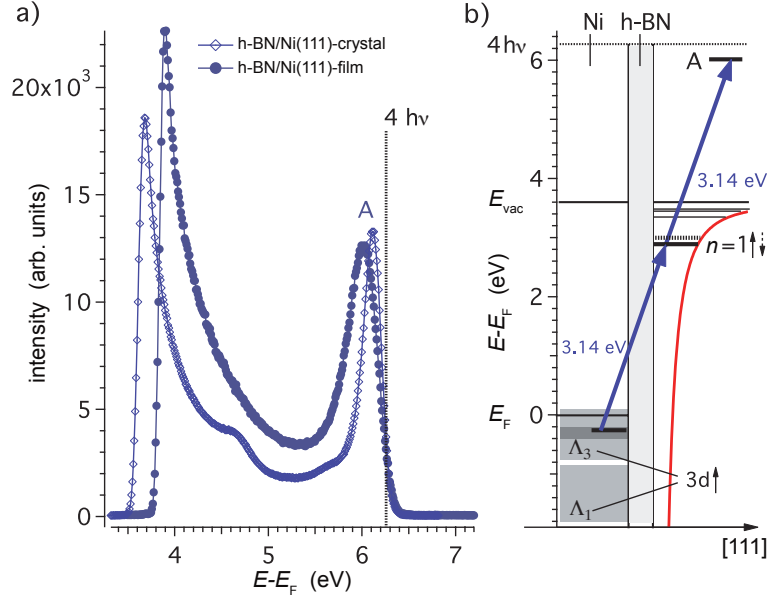 a)
h-BN/Ni(111)-crystal
h-BN/Ni(111)-film
20x10³
15
10
5
0
intensity (arb. units)
4 hν
A
4
5
6
7
E-E_F (eV)
b)
Ni
h-BN
4hν
6
4
2
0
-
E-E_F (eV)
A
3.14 eV
E_vac
n=1
3.14 eV
E_F
Λ₃
3d
Λ₁
[111]